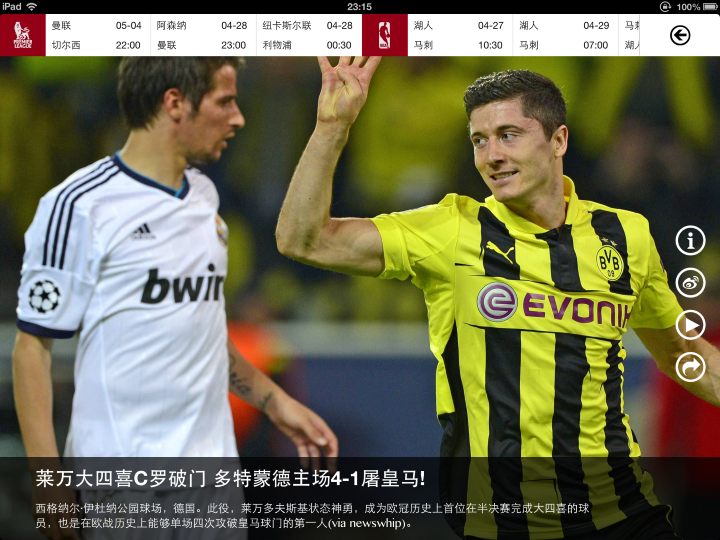 iPad 23:15 100%
PREMIER LEAGUE
曼联 05-04
切尔西 22:00
阿森纳 04-28
曼联 23:00
纽卡斯尔联 04-28
利物浦 00:30
NBA
湖人 04-27
马刺 10:30
湖人 04-29
马刺 07:00
马刺
湖人
bwin
BVB
09
EVONIK
莱万大四喜C罗破门 多特蒙德主场4-1屠皇马!
西格纳尔·伊杜纳公园球场，德国。此役，莱万多夫斯基状态神勇，成为欧冠历史上首位在半决赛完成大四喜的球
员，也是在欧战历史上能够单场四次攻破皇马球门的第一人(via newswhip)。